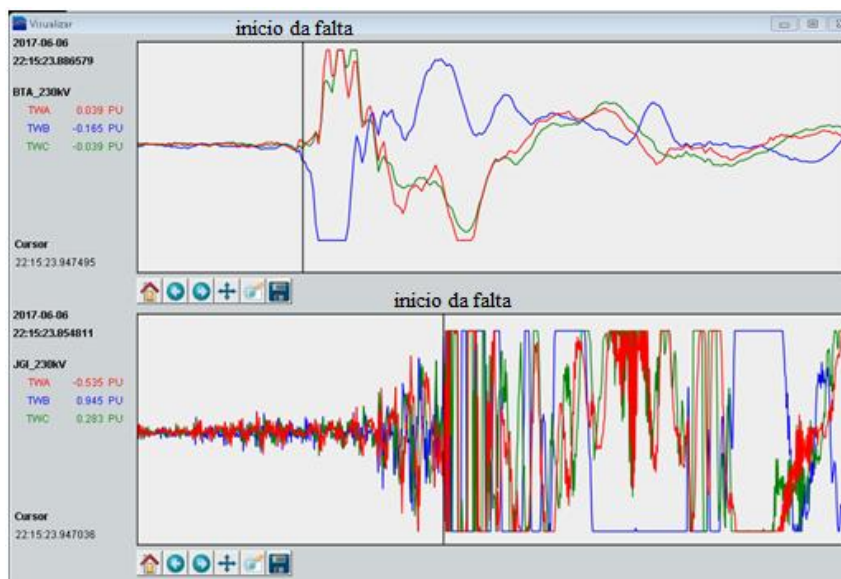 Visualizar
início da falta
2017-06-06
22:15:23.886579
BTA_230kV
TWA 0.039 PU
TWB -0.165 PU
TWC -0.039 PU
Cursor
22:15:23.947495
início da falta
2017-06-06
22:15:23.854811
JGI_230kV
TWA -0.535 PU
TWB 0.945 PU
TWC 0.283 PU
Cursor
22:15:23.947036